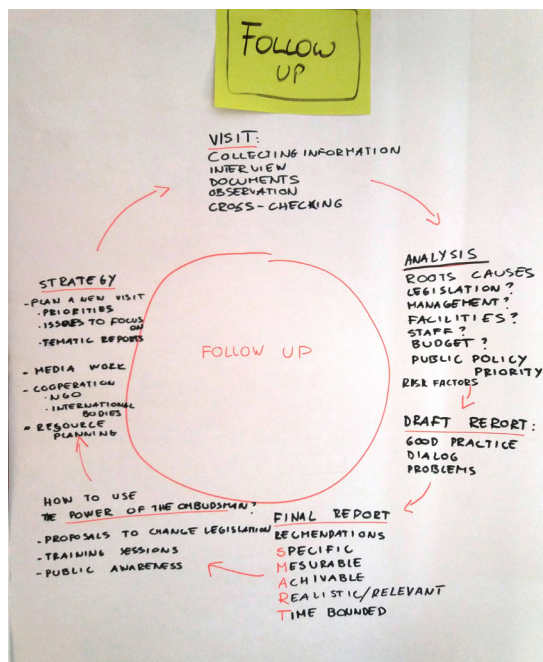 FOLLOW
UP
VISIT:
COLLECTING INFORMATION
INTERVIEW
DOCUMENTS
OBSERVATION
CROSS-CHECKING
ANALYSIS
ROOTS CAUSES
LEGISLATION?
MANAGEMENT?
FACILITIES?
STAFF?
BUDGET?
PUBLIC POLICY
PRIORITY
RISK FACTORS
DRAFT REPORT:
GOOD PRACTICE
DIALOG
PROBLEMS
FINAL REPORT
RECMENDATIONS
SPECIFIC
MESURABLE
ACHIVABLE
REALISTIC/RELEVANT
TIME BOUNDED
HOW TO USE
THE POWER OF THE OMBUDSMAN?
- PROPOSALS TO CHANGE LEGISLATION
- TRAINING SESSIONS
- PUBLIC AWARENESS
STRATEGY
- PLAN A NEW VISIT
· PRIORITIES
· ISSUES TO FOCUS
ON
· TEMATIC REPORTS
- MEDIA WORK
- COOPERATION
· NGO
· INTERNATIONAL
BODIES
- RESOURCE
PLANNING
FOLLOW UP